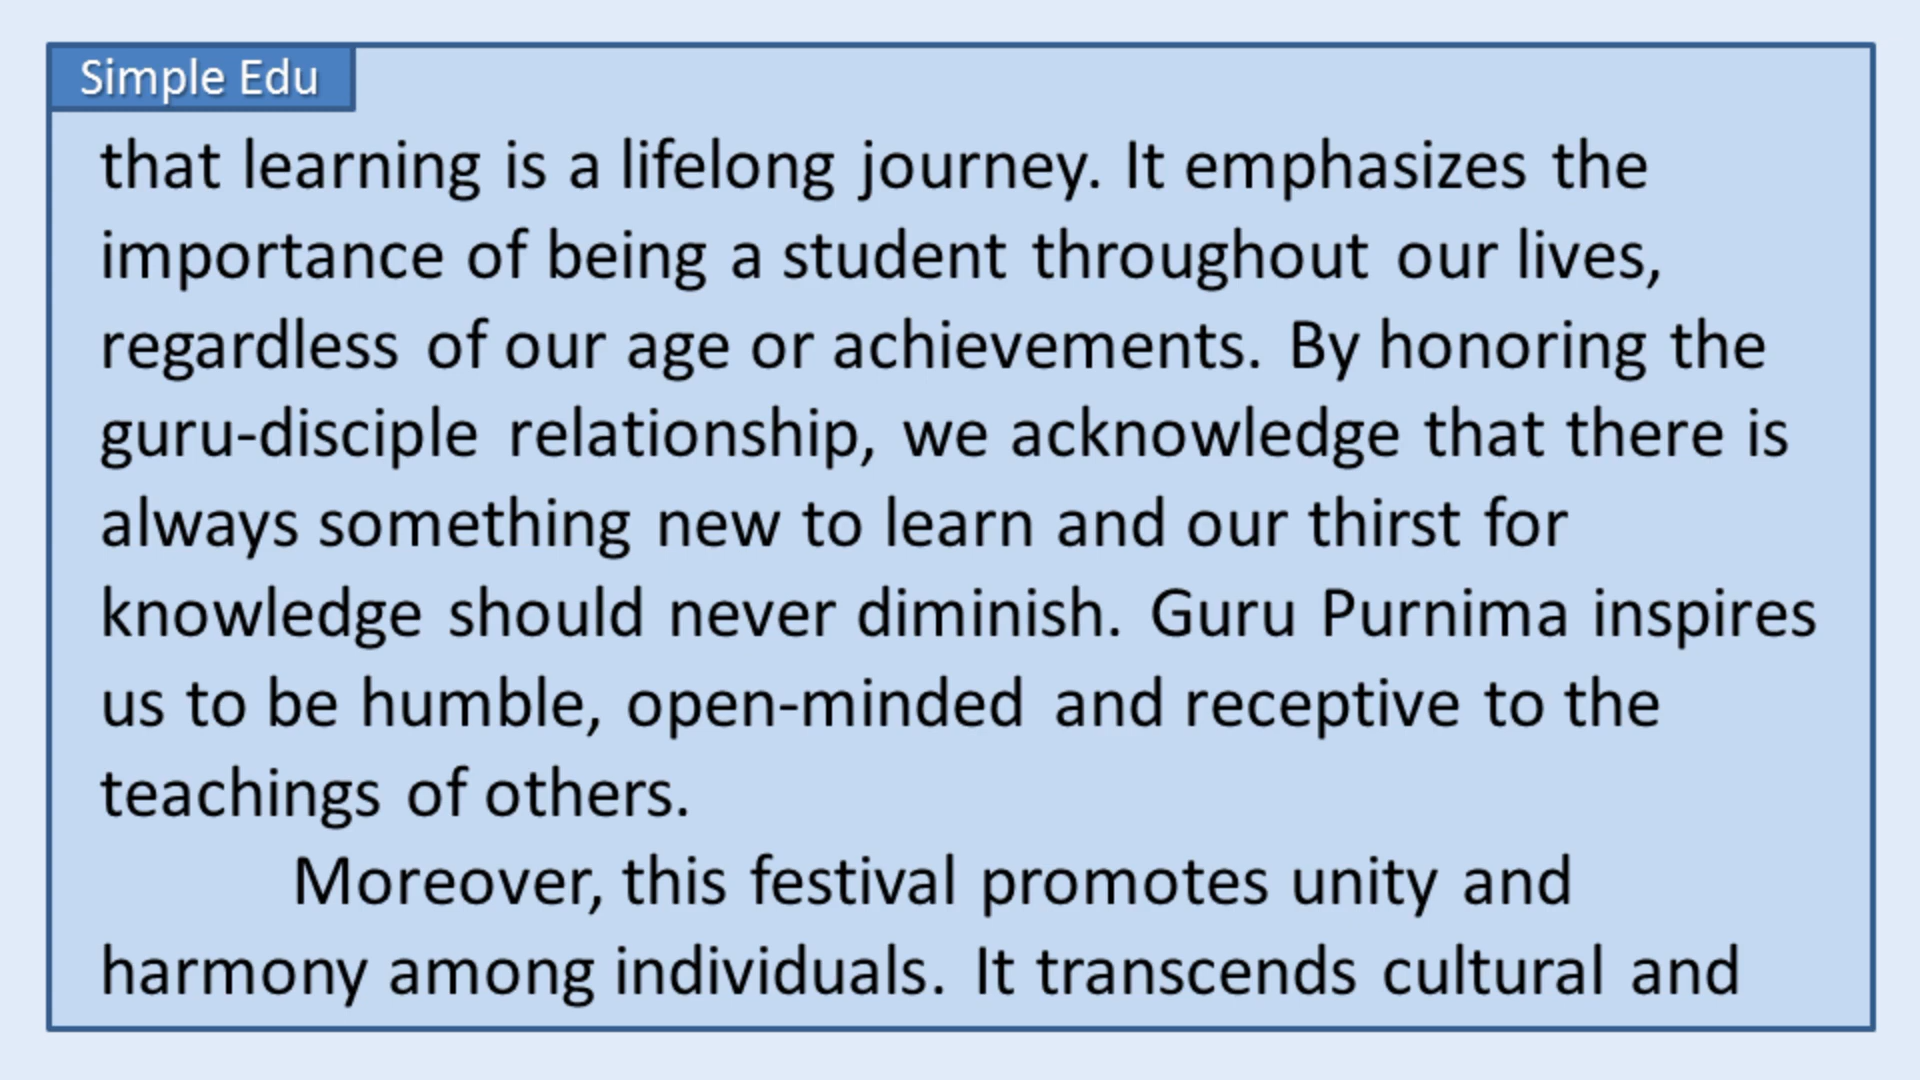 Simple Edu
that learning is a lifelong journey. It emphasizes the
importance of being a student throughout our lives,
regardless of our age or achievements. By honoring the
guru-disciple relationship, we acknowledge that there is
always something new to learn and our thirst for
knowledge should never diminish. Guru Purnima inspires
us to be humble, open-minded and receptive to the
teachings of others.
Moreover, this festival promotes unity and
harmony among individuals. It transcends cultural and